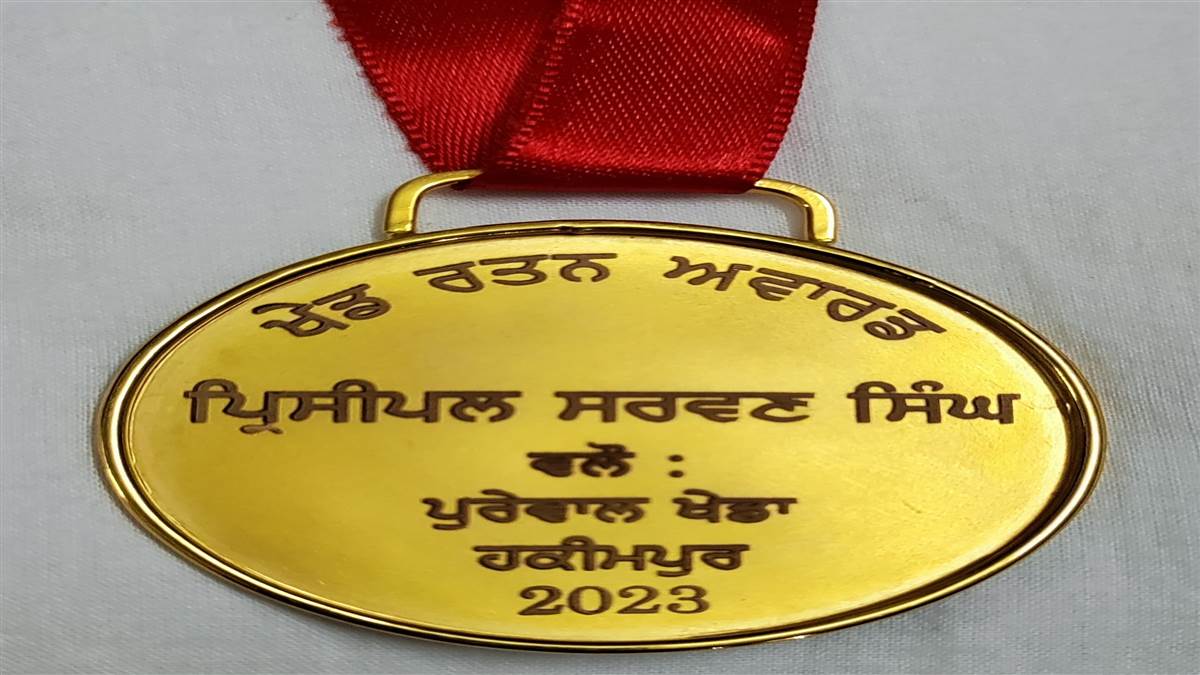 ਖੇਡ ਰਤਨ ਅਵਾਰਡ
ਪ੍ਰਿਸੀਪਲ ਸਰਵਣ ਸਿੰਘ
ਵਲੋਂ :
ਪੁਰੇਵਾਲ ਖੇਡਾ
ਹਕੀਮਪੁਰ
2023